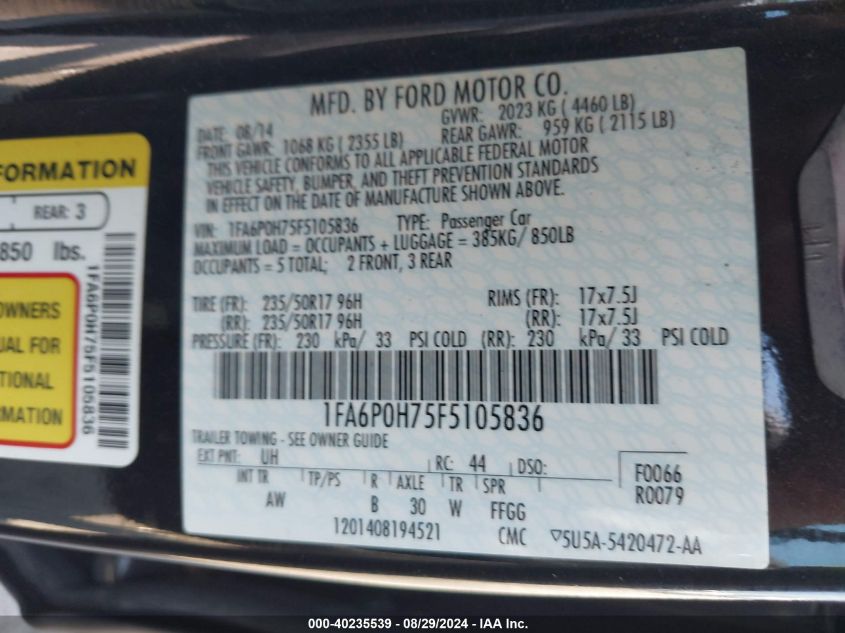 MFD. BY FORD MOTOR CO.
DATE: 08/14 GVWR: 2023 KG ( 4460 LB)
FRONT GAWR: 1068 KG ( 2355 LB) REAR GAWR: 959 KG ( 2115 LB)
THIS VEHICLE CONFORMS TO ALL APPLICABLE FEDERAL MOTOR
VEHICLE SAFETY, BUMPER, AND THEFT PREVENTION STANDARDS
IN EFFECT ON THE DATE OF MANUFACTURE SHOWN ABOVE.
VIN: 1FA6P0H75F5105836 TYPE: Passenger Car
MAXIMUM LOAD = OCCUPANTS + LUGGAGE = 385KG/ 850LB
OCCUPANTS = 5 TOTAL; 2 FRONT, 3 REAR
TIRE (FR): 235/50R17 96H RIMS (FR): 17x7.5J
(RR): 235/50R17 96H (RR): 17x7.5J
PRESSURE (FR): 230 kPa/ 33 PSI COLD (RR): 230 kPa/ 33 PSI COLD
1FA6P0H75F5105836
TRAILER TOWING - SEE OWNER GUIDE
EXT PNT: UH RC: 44 DSO: F0066
INT TR TP/PS R AXLE TR SPR R0079
AW B 30 W FFGG
1201408194521 CMC ▽5U5A-5420472-AA
FORMATION
REAR: 3
850 lbs.
OWNERS
UAL FOR
TIONAL
RMATION
1FA6P0H75F5105836
000-40235539 / 08/29/2024 - IAA Inc.